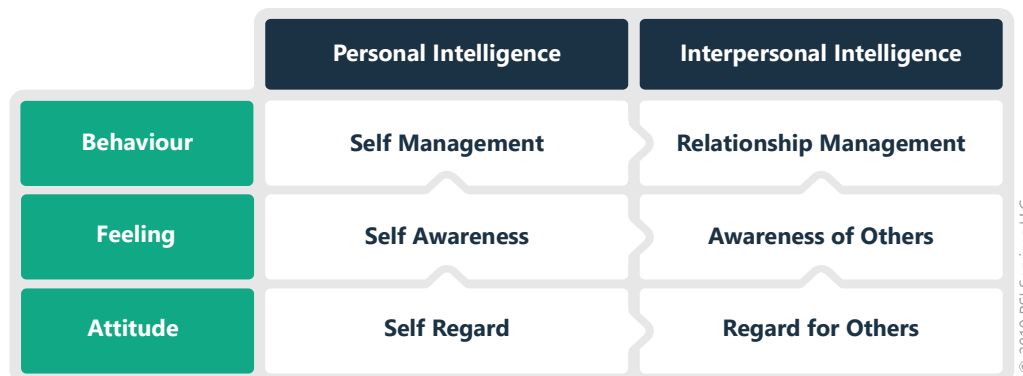 Personal Intelligence Interpersonal Intelligence
Behaviour Self Management Relationship Management
Feeling Self Awareness Awareness of Others
Attitude Self Regard Regard for Others